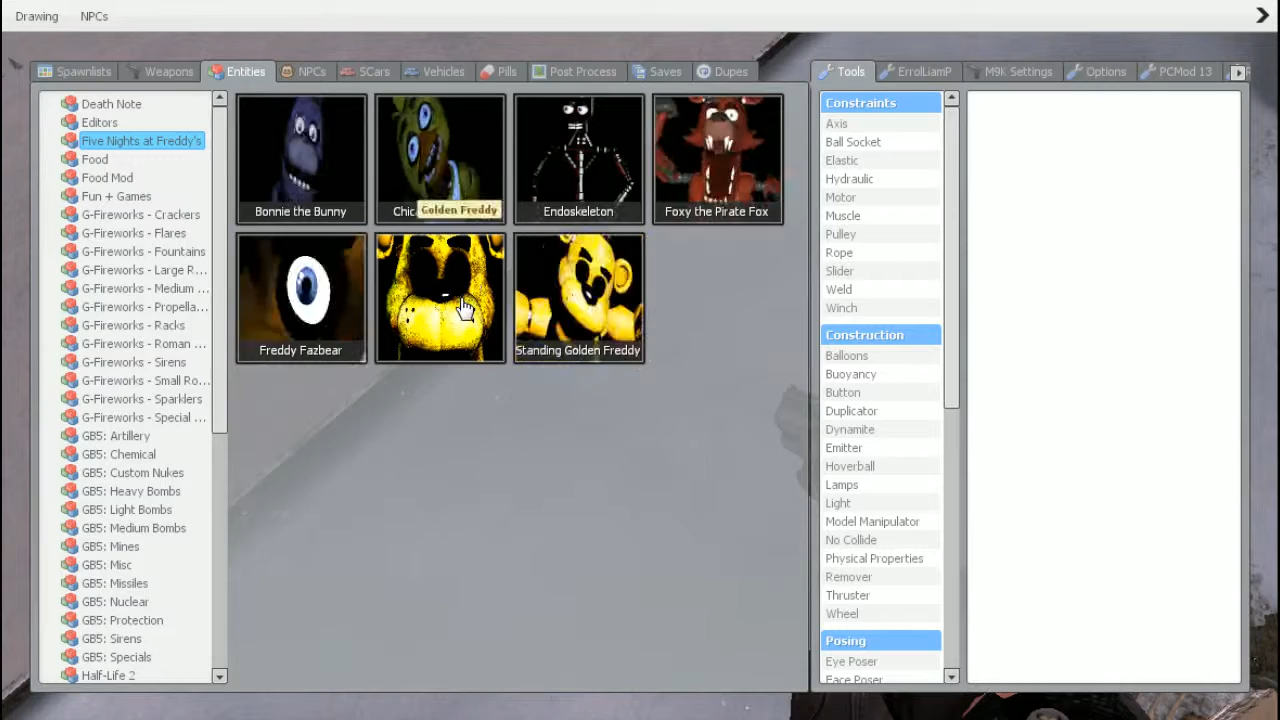 Drawing NPCs
Spawnlists Weapons Entities NPCs SCars Vehicles Pills Post Process Saves Dupes
Tools ErrolLiamP M9K Settings Options PCMod 13
Death Note
Editors
Five Nights at Freddy's
Food
Food Mod
Fun + Games
G-Fireworks - Crackers
G-Fireworks - Flares
G-Fireworks - Fountains
G-Fireworks - Large R...
G-Fireworks - Medium ...
G-Fireworks - Propella...
G-Fireworks - Racks
G-Fireworks - Roman ...
G-Fireworks - Sirens
G-Fireworks - Small Ro...
G-Fireworks - Sparklers
G-Fireworks - Special ...
GB5: Artillery
GB5: Chemical
GB5: Custom Nukes
GB5: Heavy Bombs
GB5: Light Bombs
GB5: Medium Bombs
GB5: Mines
GB5: Misc
GB5: Missiles
GB5: Nuclear
GB5: Protection
GB5: Sirens
GB5: Specials
Half-Life 2
Bonnie the Bunny
Chic
Golden Freddy
Endoskeleton
Foxy the Pirate Fox
Freddy Fazbear
Standing Golden Freddy
Constraints
Axis
Ball Socket
Elastic
Hydraulic
Motor
Muscle
Pulley
Rope
Slider
Weld
Winch
Construction
Balloons
Buoyancy
Button
Duplicator
Dynamite
Emitter
Hoverball
Lamps
Light
Model Manipulator
No Collide
Physical Properties
Remover
Thruster
Wheel
Posing
Eye Poser
Face Poser